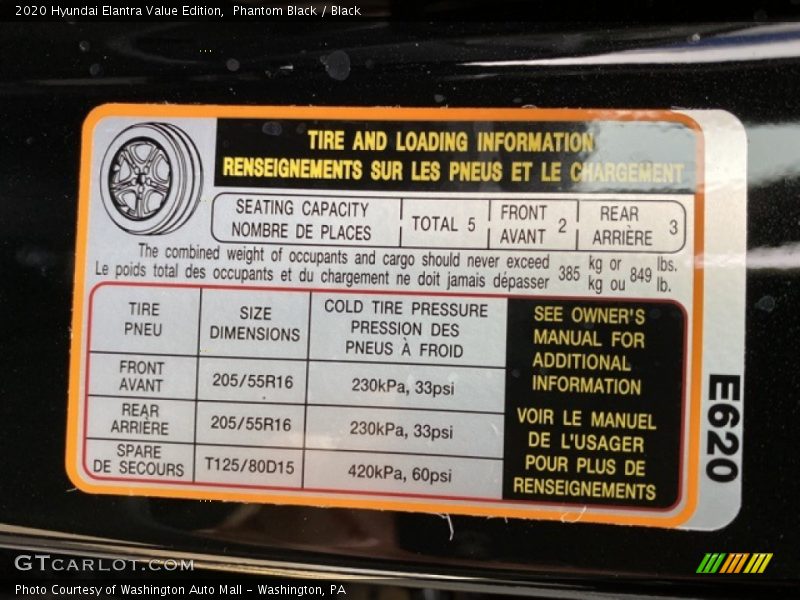 2020 Hyundai Elantra Value Edition,  Phantom Black / Black
TIRE AND LOADING INFORMATION
RENSEIGNEMENTS SUR LES PNEUS ET LE CHARGEMENT
SEATING CAPACITY
NOMBRE DE PLACES
TOTAL 5
FRONT
AVANT 2
REAR
ARRIÈRE 3
The combined weight of occupants and cargo should never exceed 385 kg or 849 lbs.
Le poids total des occupants et du chargement ne doit jamais dépasser kg ou lb.
TIRE
PNEU
SIZE
DIMENSIONS
COLD TIRE PRESSURE
PRESSION DES
PNEUS À FROID
FRONT
AVANT
205/55R16
230kPa, 33psi
REAR
ARRIÈRE
205/55R16
230kPa, 33psi
SPARE
DE SECOURS
T125/80D15
420kPa, 60psi
SEE OWNER'S
MANUAL FOR
ADDITIONAL
INFORMATION
VOIR LE MANUEL
DE L'USAGER
POUR PLUS DE
RENSEIGNEMENTS
E620
GTCARLOT.COM
Photo Courtesy of Washington Auto Mall - Washington, PA